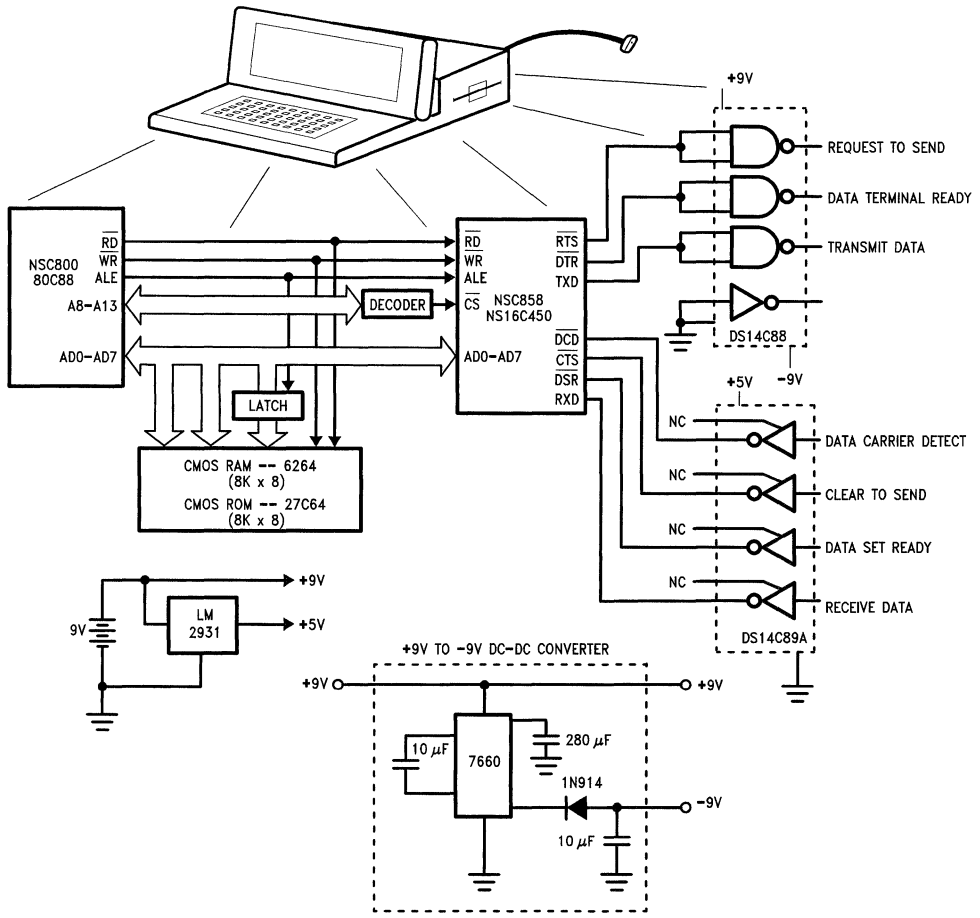 +9V
REQUEST TO SEND
DATA TERMINAL READY
TRANSMIT DATA
DS14C88
-9V
NSC800
80C88
RD
WR
ALE
A8-A13
AD0-AD7
DECODER
LATCH
RD
WR
ALE
CS
AD0-AD7
NSC858
NS16C450
RTS
DTR
TXD
DCD
CTS
DSR
RXD
+5V
NC
DATA CARRIER DETECT
NC
CLEAR TO SEND
NC
DATA SET READY
NC
RECEIVE DATA
DS14C89A
CMOS RAM -- 6264
(8K x 8)
CMOS ROM -- 27C64
(8K x 8)
9V
LM
2931
+9V
+5V
+9V TO -9V DC-DC CONVERTER
+9V
+9V
10 µF
7660
280 µF
1N914
-9V
10 µF